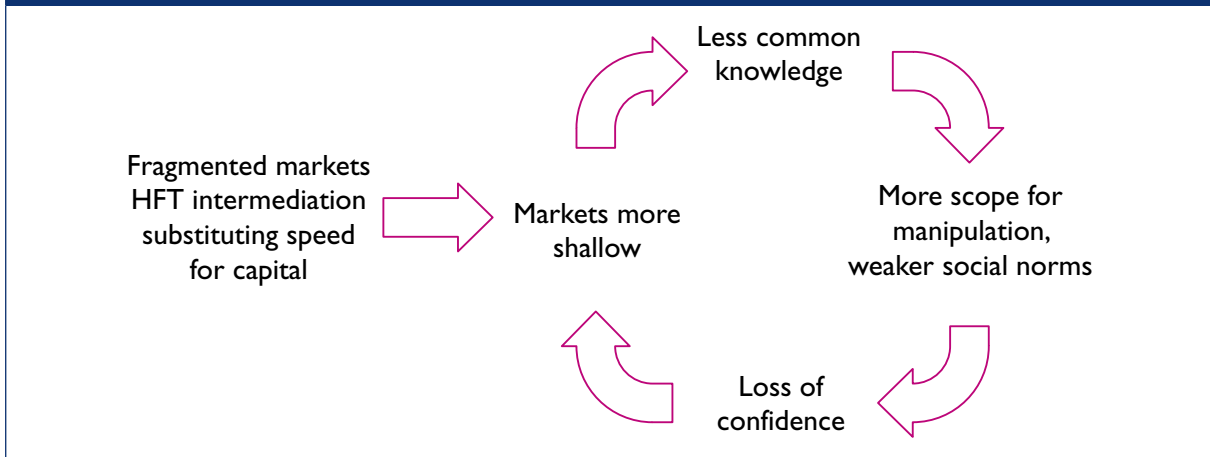 Less common
knowledge
Fragmented markets
HFT intermediation
substituting speed
for capital
Markets more
shallow
More scope for
manipulation,
weaker social norms
Loss of
confidence